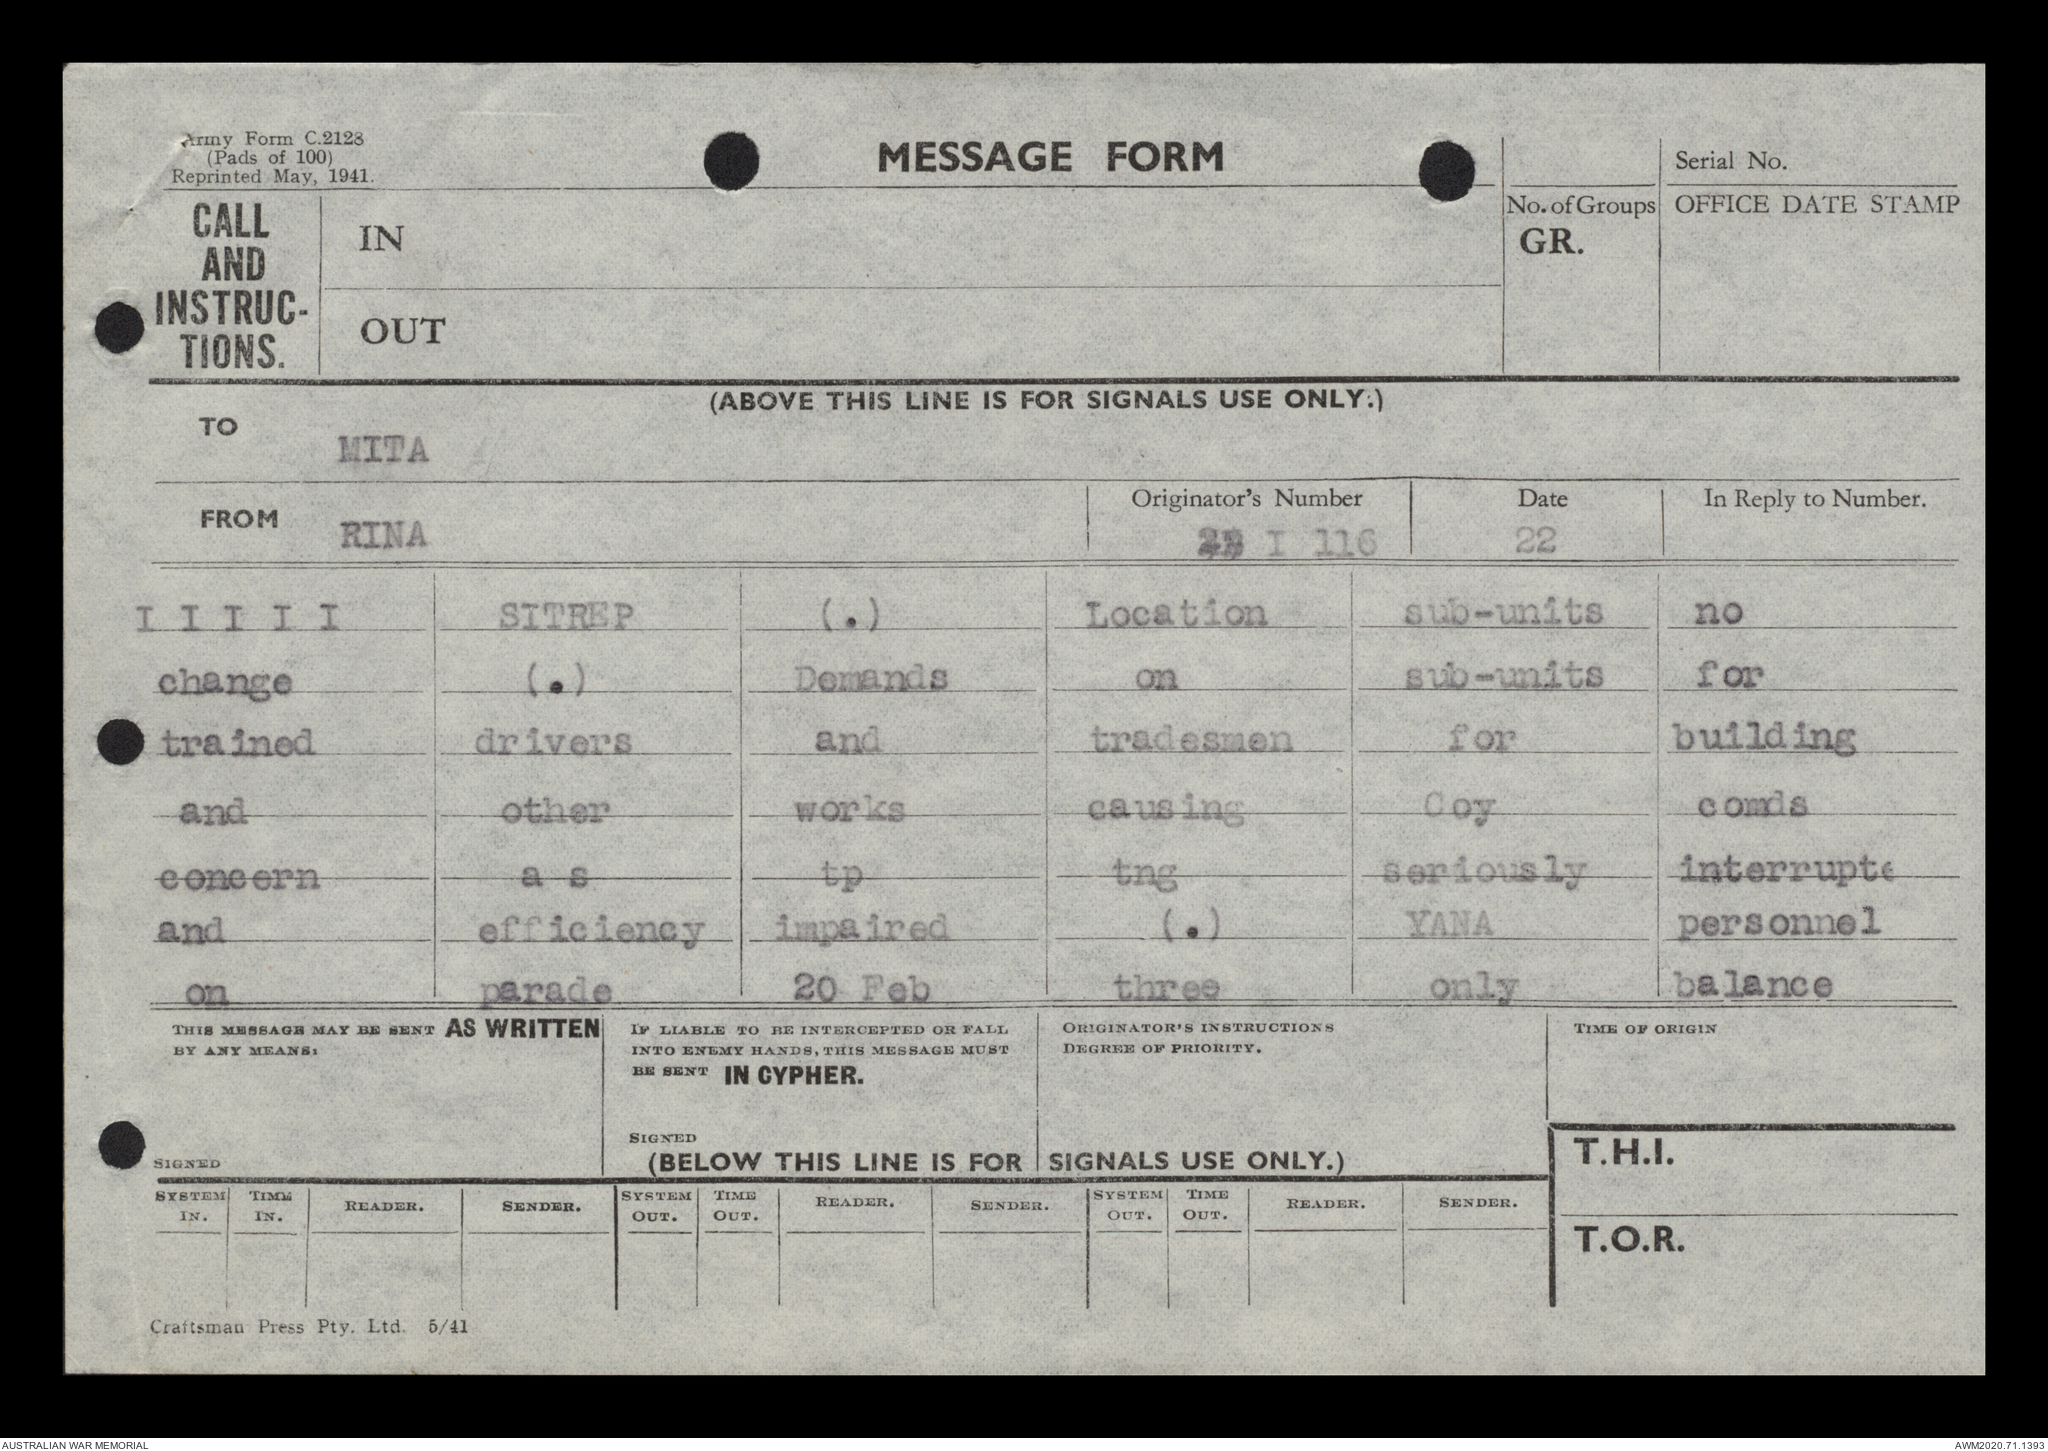 Army Form C.2128
(Pads of 100)
Reprinted May, 1941.
MESSAGE FORM
Serial No.
CALL
AND
INSTRUC-
TIONS.
IN
OUT
No. of Groups
GR.
OFFICE DATE STAMP
(ABOVE THIS LINE IS FOR SIGNALS USE ONLY.)
TO MITA
FROM RINA
Originator's Number
I 116
Date
22
In Reply to Number.
I I I I I SITREP (.) Location sub-units no
change (.) Demands on sub-units for
trained drivers and tradesmen for building
and other works causing Coy comds
concern as tp tng seriously interrupte
and efficiency impaired (.) YANA personnel
on parade 20 Feb three only balance
THIS MESSAGE MAY BE SENT AS WRITTEN
BY ANY MEANS:
SIGNED
IF LIABLE TO BE INTERCEPTED OR FALL
INTO ENEMY HANDS, THIS MESSAGE MUST
BE SENT IN CYPHER.
SIGNED
ORIGINATOR'S INSTRUCTIONS
DEGREE OF PRIORITY.
TIME OF ORIGIN
(BELOW THIS LINE IS FOR SIGNALS USE ONLY.)
T.H.I.
T.O.R.
SYSTEM IN. TIME IN. READER. SENDER. SYSTEM OUT. TIME OUT. READER. SENDER. SYSTEM OUT. TIME OUT. READER. SENDER.
Craftsman Press Pty. Ltd. 5/41
AUSTRALIAN WAR MEMORIAL
AWM2020.71.1393